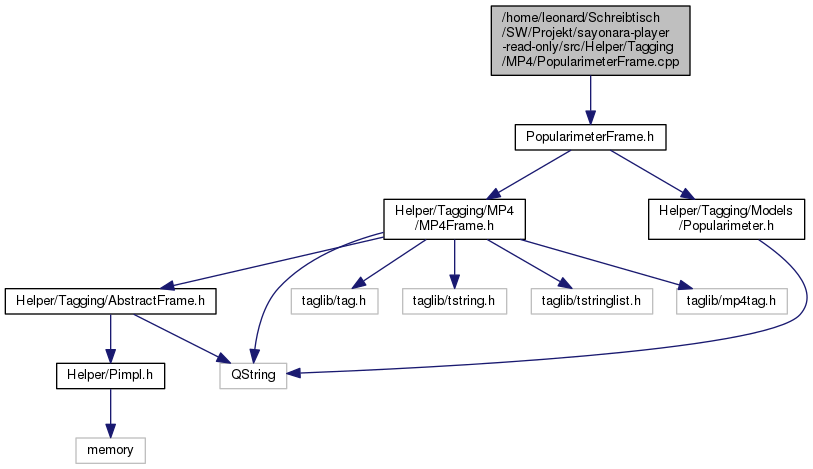 /home/leonard/Schreibtisch
/SW/Projekt/sayonara-player
-read-only/src/Helper/Tagging
/MP4/PopularimeterFrame.cpp
PopularimeterFrame.h
Helper/Tagging/MP4
/MP4Frame.h
Helper/Tagging/Models
/Popularimeter.h
Helper/Tagging/AbstractFrame.h
taglib/tag.h
taglib/tstring.h
taglib/tstringlist.h
taglib/mp4tag.h
Helper/Pimpl.h
QString
memory